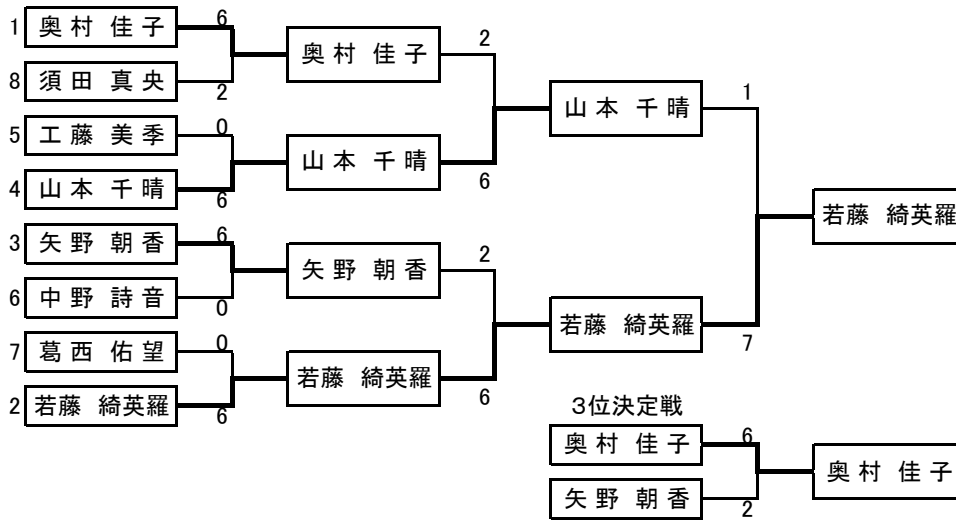 1 奥村 佳子 6
8 須田 真央 2
5 工藤 美季 0
4 山本 千晴 6
3 矢野 朝香 6
6 中野 詩音 0
7 葛西 佑望 0
2 若藤 綺英羅 6
奥村 佳子 2
山本 千晴 6
矢野 朝香 2
若藤 綺英羅 6
山本 千晴 1
若藤 綺英羅 7
若藤 綺英羅
3位決定戦
奥村 佳子 6
矢野 朝香 2
奥村 佳子